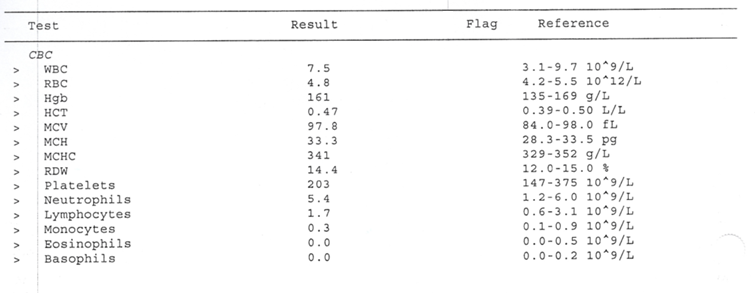 Test Result Flag Reference
CBC
> WBC 7.5 3.1-9.7 10^9/L
> RBC 4.8 4.2-5.5 10^12/L
> Hgb 161 135-169 g/L
> HCT 0.47 0.39-0.50 L/L
> MCV 97.8 84.0-98.0 fL
> MCH 33.3 28.3-33.5 pg
> MCHC 341 329-352 g/L
> RDW 14.4 12.0-15.0 %
> Platelets 203 147-375 10^9/L
> Neutrophils 5.4 1.2-6.0 10^9/L
> Lymphocytes 1.7 0.6-3.1 10^9/L
> Monocytes 0.3 0.1-0.9 10^9/L
> Eosinophils 0.0 0.0-0.5 10^9/L
> Basophils 0.0 0.0-0.2 10^9/L